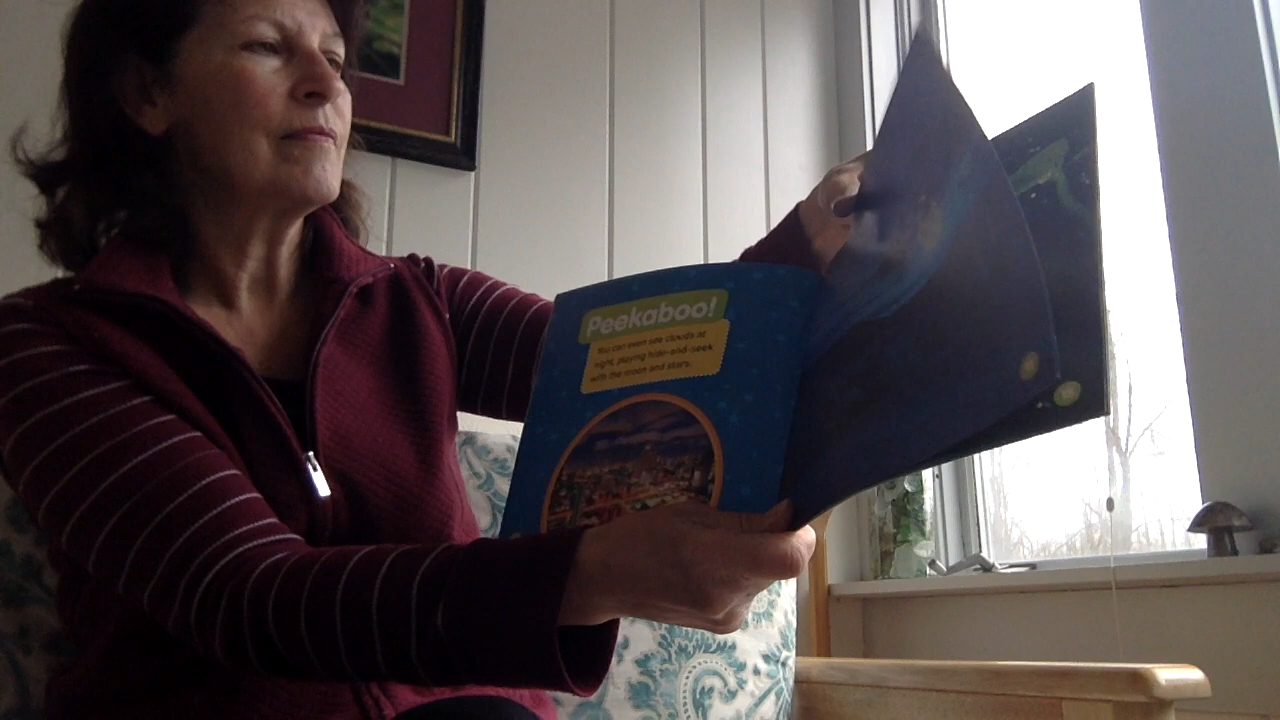 Peekaboo!
You can even see clouds at
night, playing hide-and-seek
with the moon and stars.